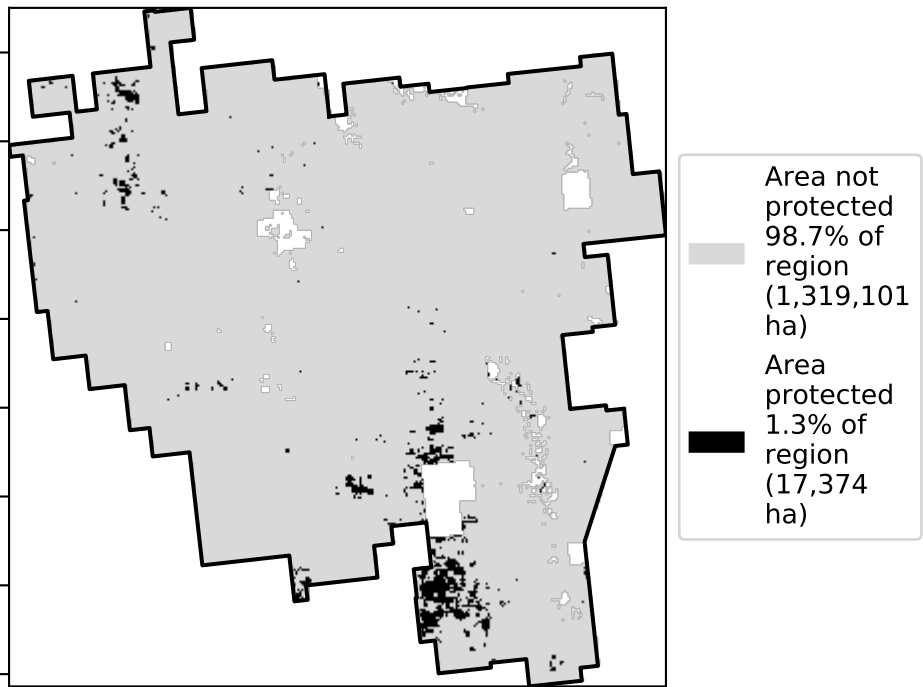 Area not
protected
98.7% of
region
(1,319,101
ha)
Area
protected
1.3% of
region
(17,374
ha)